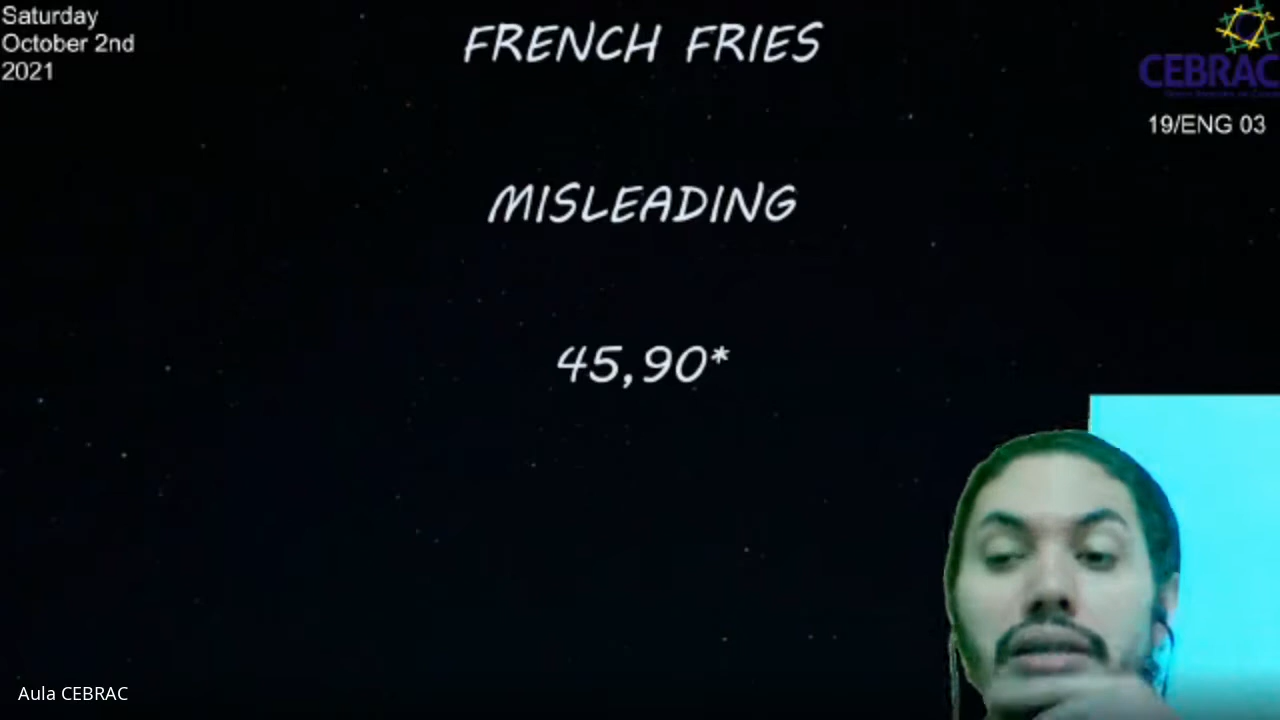 Saturday
October 2nd
2021
FRENCH FRIES
CEBRAC
19/ENG 03
MISLEADING
45,90*
Aula CEBRAC